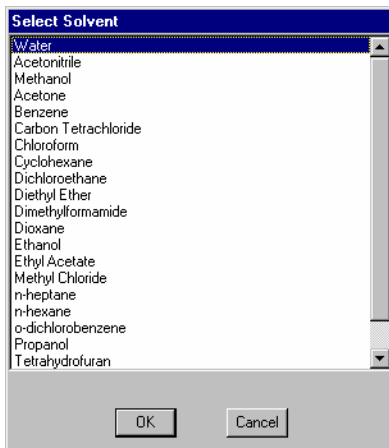 Select Solvent
Water
Acetonitrile
Methanol
Acetone
Benzene
Carbon Tetrachloride
Chloroform
Cyclohexane
Dichloroethane
Diethyl Ether
Dimethylformamide
Dioxane
Ethanol
Ethyl Acetate
Methyl Chloride
n-heptane
n-hexane
o-dichlorobenzene
Propanol
Tetrahydrofuran
OK Cancel